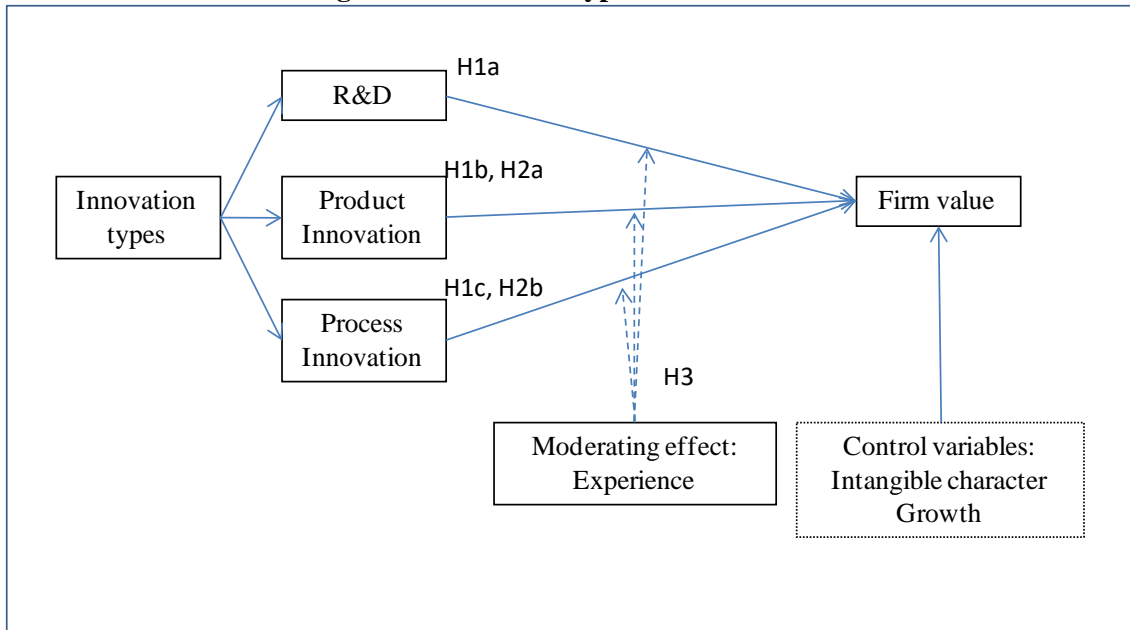 H1a
R&D
H1b, H2a
Innovation
types
Product
Innovation
Firm value
H1c, H2b
Process
Innovation
H3
Moderating effect:
Experience
Control variables:
Intangible character
Growth